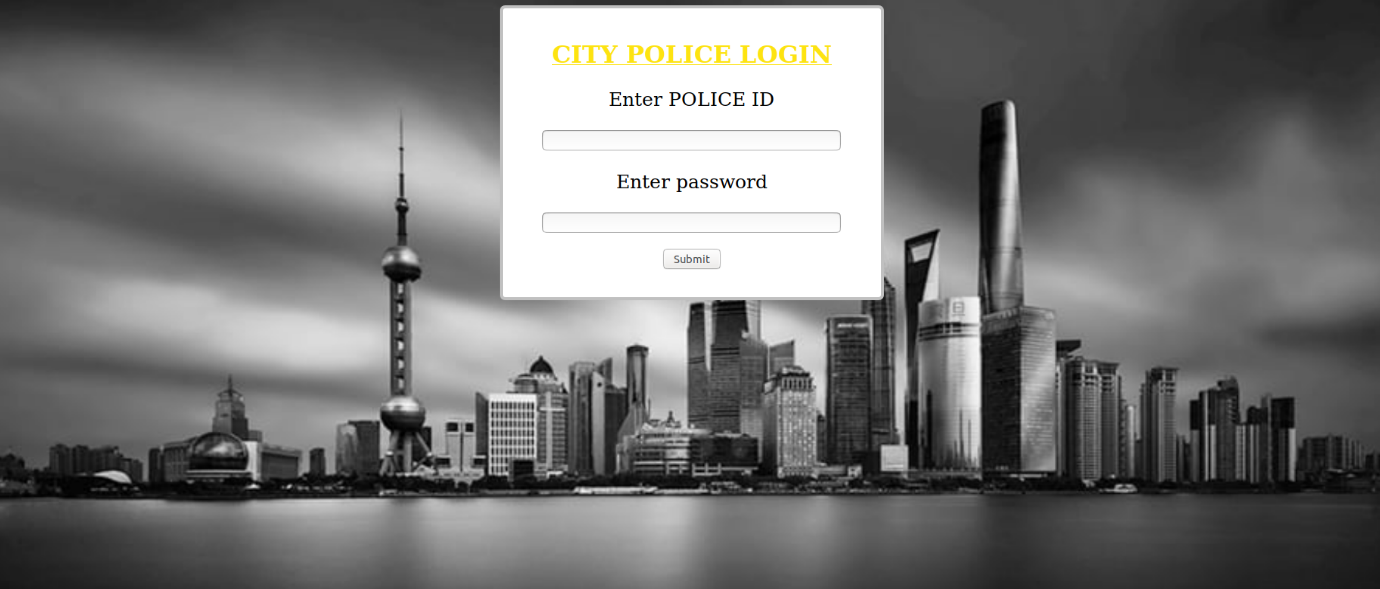 CITY POLICE LOGIN
Enter POLICE ID
Enter password
Submit